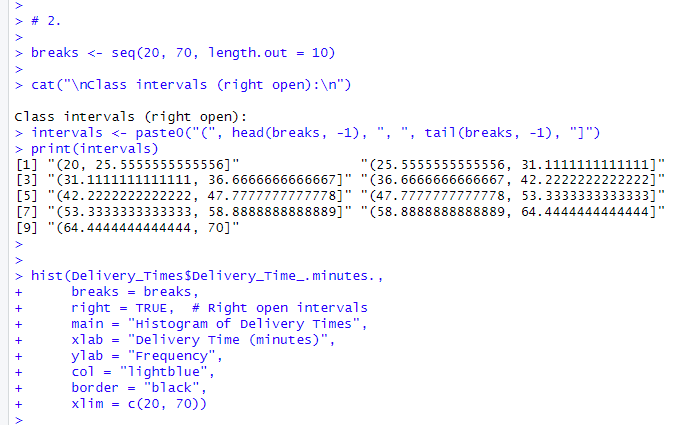 >
> # 2.
>
> breaks <- seq(20, 70, length.out = 10)
>
> cat("\nClass intervals (right open):\n")

Class intervals (right open):
> intervals <- paste0("(", head(breaks, -1), ", ", tail(breaks, -1), "]")
> print(intervals)
[1] "(20, 25.5555555555556]"               "(25.5555555555556, 31.1111111111111]"
[3] "(31.1111111111111, 36.6666666666667]" "(36.6666666666667, 42.2222222222222]"
[5] "(42.2222222222222, 47.7777777777778]" "(47.7777777777778, 53.3333333333333]"
[7] "(53.3333333333333, 58.8888888888889]" "(58.8888888888889, 64.4444444444444]"
[9] "(64.4444444444444, 70]"
>
>
> hist(Delivery_Times$Delivery_Time_.minutes.,
+      breaks = breaks,
+      right = TRUE,  # Right open intervals
+      main = "Histogram of Delivery Times",
+      xlab = "Delivery Time (minutes)",
+      ylab = "Frequency",
+      col = "lightblue",
+      border = "black",
+      xlim = c(20, 70))
>